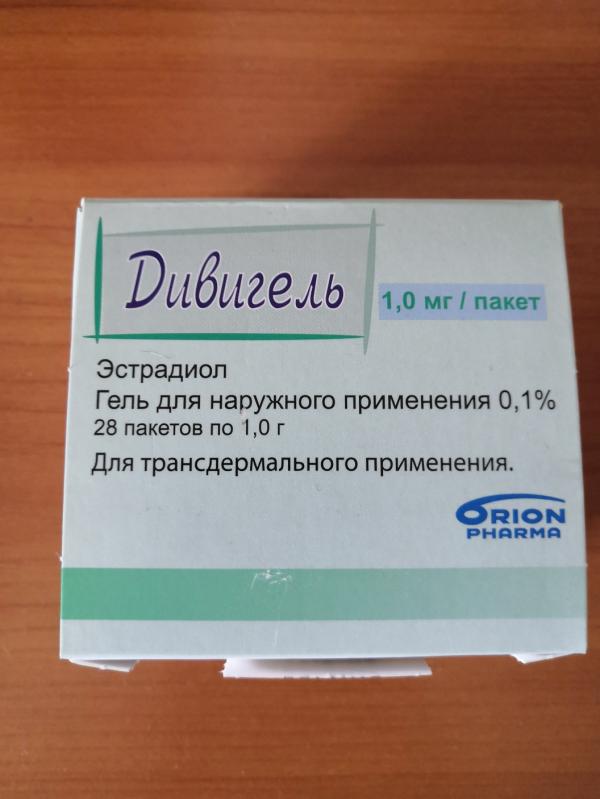 Дивигель
1,0 мг / пакет
Эстрадиол
Гель для наружного применения 0,1%
28 пакетов по 1,0 г
Для трансдермального применения.
ORION
PHARMA